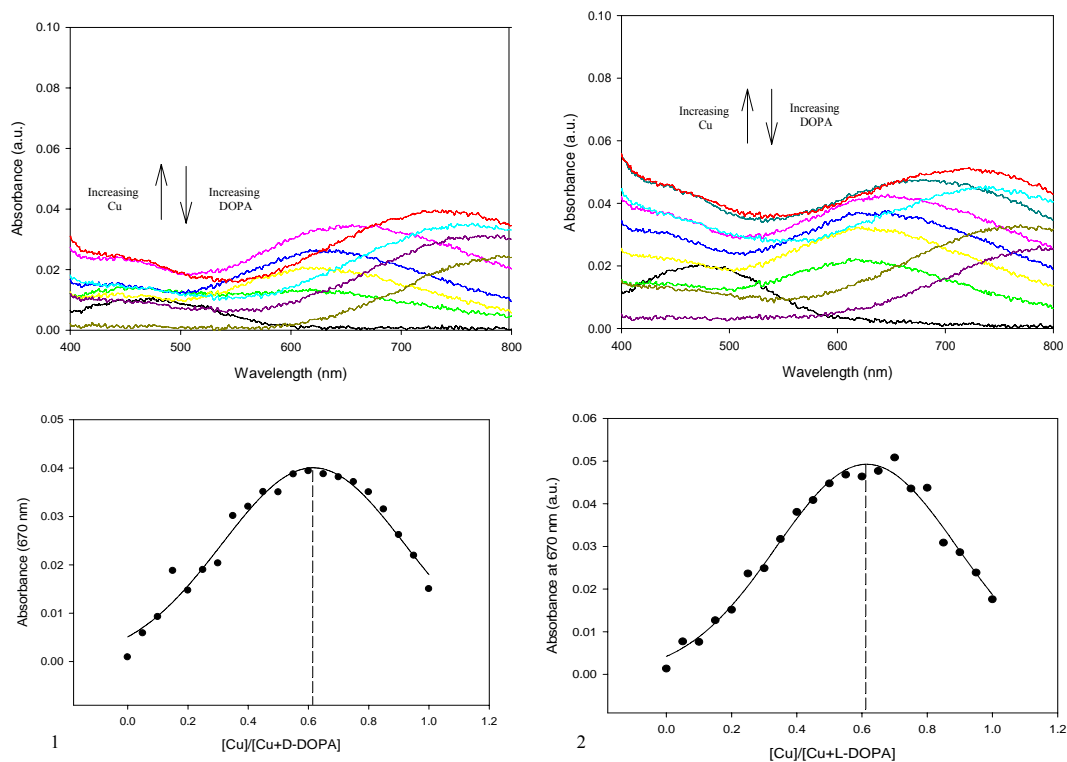 0.10
0.08
0.06
0.04
0.02
0.00
Absorbance (a.u.)
Increasing
Cu
Increasing
DOPA
400 500 600 700 800
Wavelength (nm)
0.10
0.08
0.06
0.04
0.02
0.00
Absorbance (a.u.)
Increasing
Cu
Increasing
DOPA
400 500 600 700 800
Wavelength (nm)
0.05
0.04
0.03
0.02
0.01
0.00
Absorbance (670 nm)
0.0 0.2 0.4 0.6 0.8 1.0 1.2
[Cu]/[Cu+D-DOPA]
1
0.06
0.05
0.04
0.03
0.02
0.01
0.00
Absorbance at 670 nm (a.u.)
0.0 0.2 0.4 0.6 0.8 1.0 1.2
[Cu]/[Cu+L-DOPA]
2